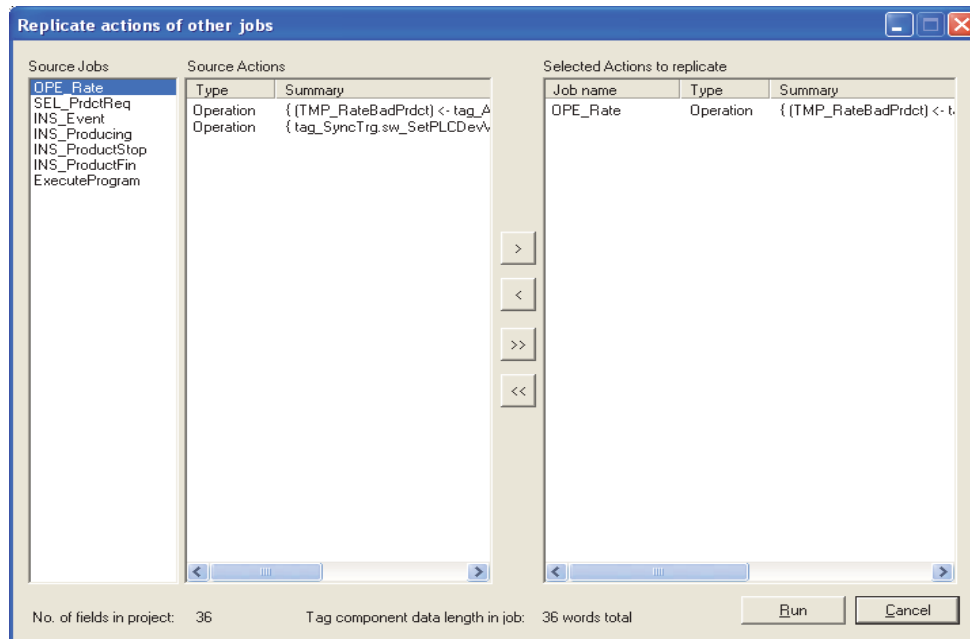 Replicate actions of other jobs
Source Jobs
OPE_Rate
SEL_PrdctReq
INS_Event
INS_Producing
INS_ProductStop
INS_ProductFin
ExecuteProgram
Source Actions
Type Summary
Operation { (TMP_RateBadPrdct) <- tag_A
Operation { tag_SyncTrg.sw_SetPLCDev
>
<
>>
<<
Selected Actions to replicate
Job name Type Summary
OPE_Rate Operation { (TMP_RateBadPrdct) <- t
No. of fields in project: 36 Tag component data length in job: 36 words total
Run Cancel